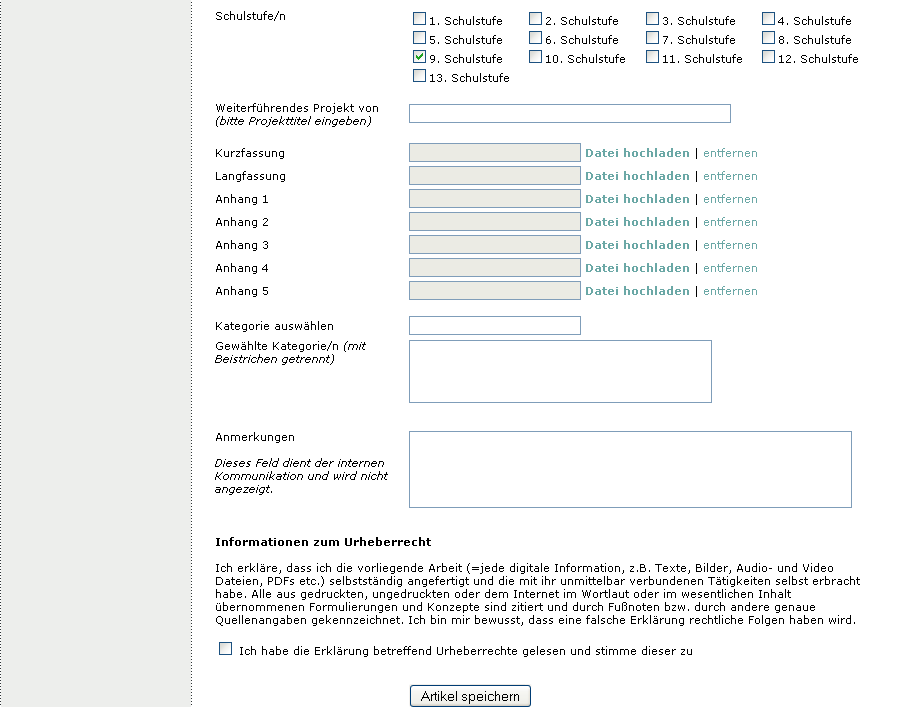 Schulstufe/n
1. Schulstufe 2. Schulstufe 3. Schulstufe 4. Schulstufe
5. Schulstufe 6. Schulstufe 7. Schulstufe 8. Schulstufe
9. Schulstufe 10. Schulstufe 11. Schulstufe 12. Schulstufe
13. Schulstufe
Weiterführendes Projekt von
(bitte Projekttitel eingeben)
Kurzfassung Datei hochladen | entfernen
Langfassung Datei hochladen | entfernen
Anhang 1 Datei hochladen | entfernen
Anhang 2 Datei hochladen | entfernen
Anhang 3 Datei hochladen | entfernen
Anhang 4 Datei hochladen | entfernen
Anhang 5 Datei hochladen | entfernen
Kategorie auswählen
Gewählte Kategorie/n (mit
Beistrichen getrennt)
Anmerkungen
Dieses Feld dient der internen
Kommunikation und wird nicht
angezeigt.
Informationen zum Urheberrecht
Ich erkläre, dass ich die vorliegende Arbeit (=jede digitale Information, z.B. Texte, Bilder, Audio- und Video
Dateien, PDFs etc.) selbstständig angefertigt und die mit ihr unmittelbar verbundenen Tätigkeiten selbst erbracht
habe. Alle aus gedruckten, ungedruckten oder dem Internet im Wortlaut oder im wesentlichen Inhalt
übernommenen Formulierungen und Konzepte sind zitiert und durch Fußnoten bzw. durch andere genaue
Quellenangaben gekennzeichnet. Ich bin mir bewusst, dass eine falsche Erklärung rechtliche Folgen haben wird.
Ich habe die Erklärung betreffend Urheberrechte gelesen und stimme dieser zu
Artikel speichern